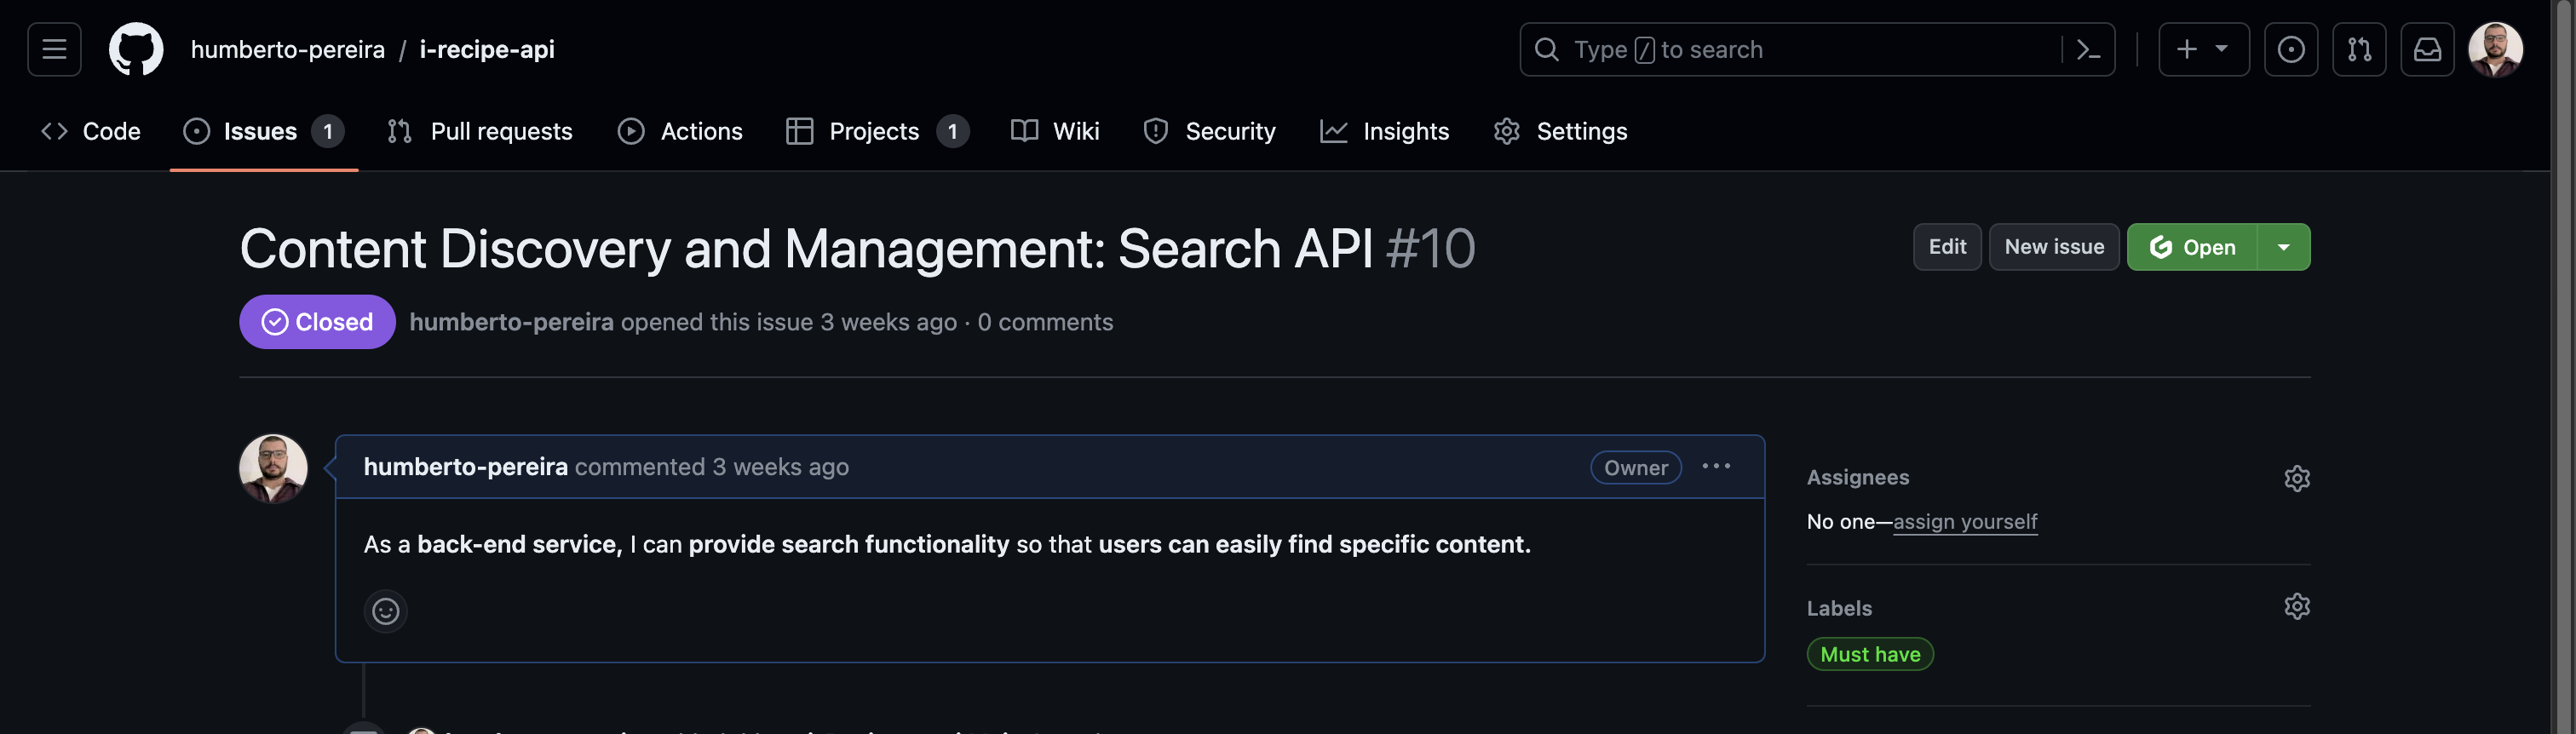 humberto-pereira / i-recipe-api
Type / to search
Code
Issues 1
Pull requests
Actions
Projects 1
Wiki
Security
Insights
Settings
Content Discovery and Management: Search API #10
Edit
New issue
Open
Closed
humberto-pereira opened this issue 3 weeks ago · 0 comments
humberto-pereira commented 3 weeks ago
Owner
As a back-end service, I can provide search functionality so that users can easily find specific content.
Assignees
No one—assign yourself
Labels
Must have